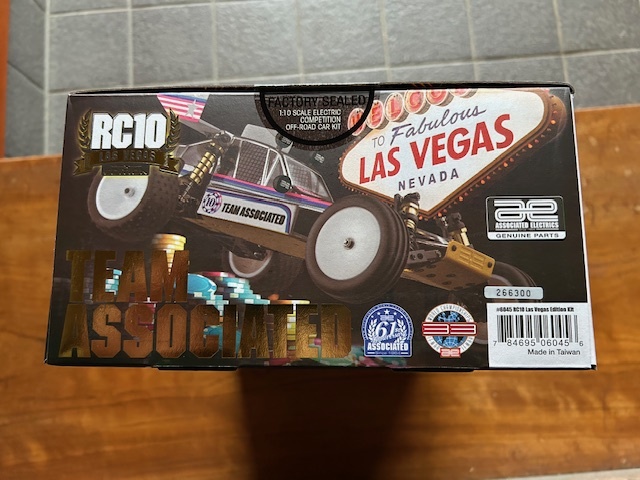 FACTORY SEALED
1:10 SCALE ELECTRIC
COMPETITION
OFF-ROAD CAR KIT
RC10
LAS VEGAS
WELCOME
TO Fabulous
LAS VEGAS
NEVADA
10
TEAM ASSOCIATED
ASSOCIATED ELECTRICS
GENUINE PARTS
266300
TEAM
ASSOCIATED
61
ASSOCIATED
#6045 RC10 Las Vegas Edition Kit
7 84695 06045 6
Made in Taiwan